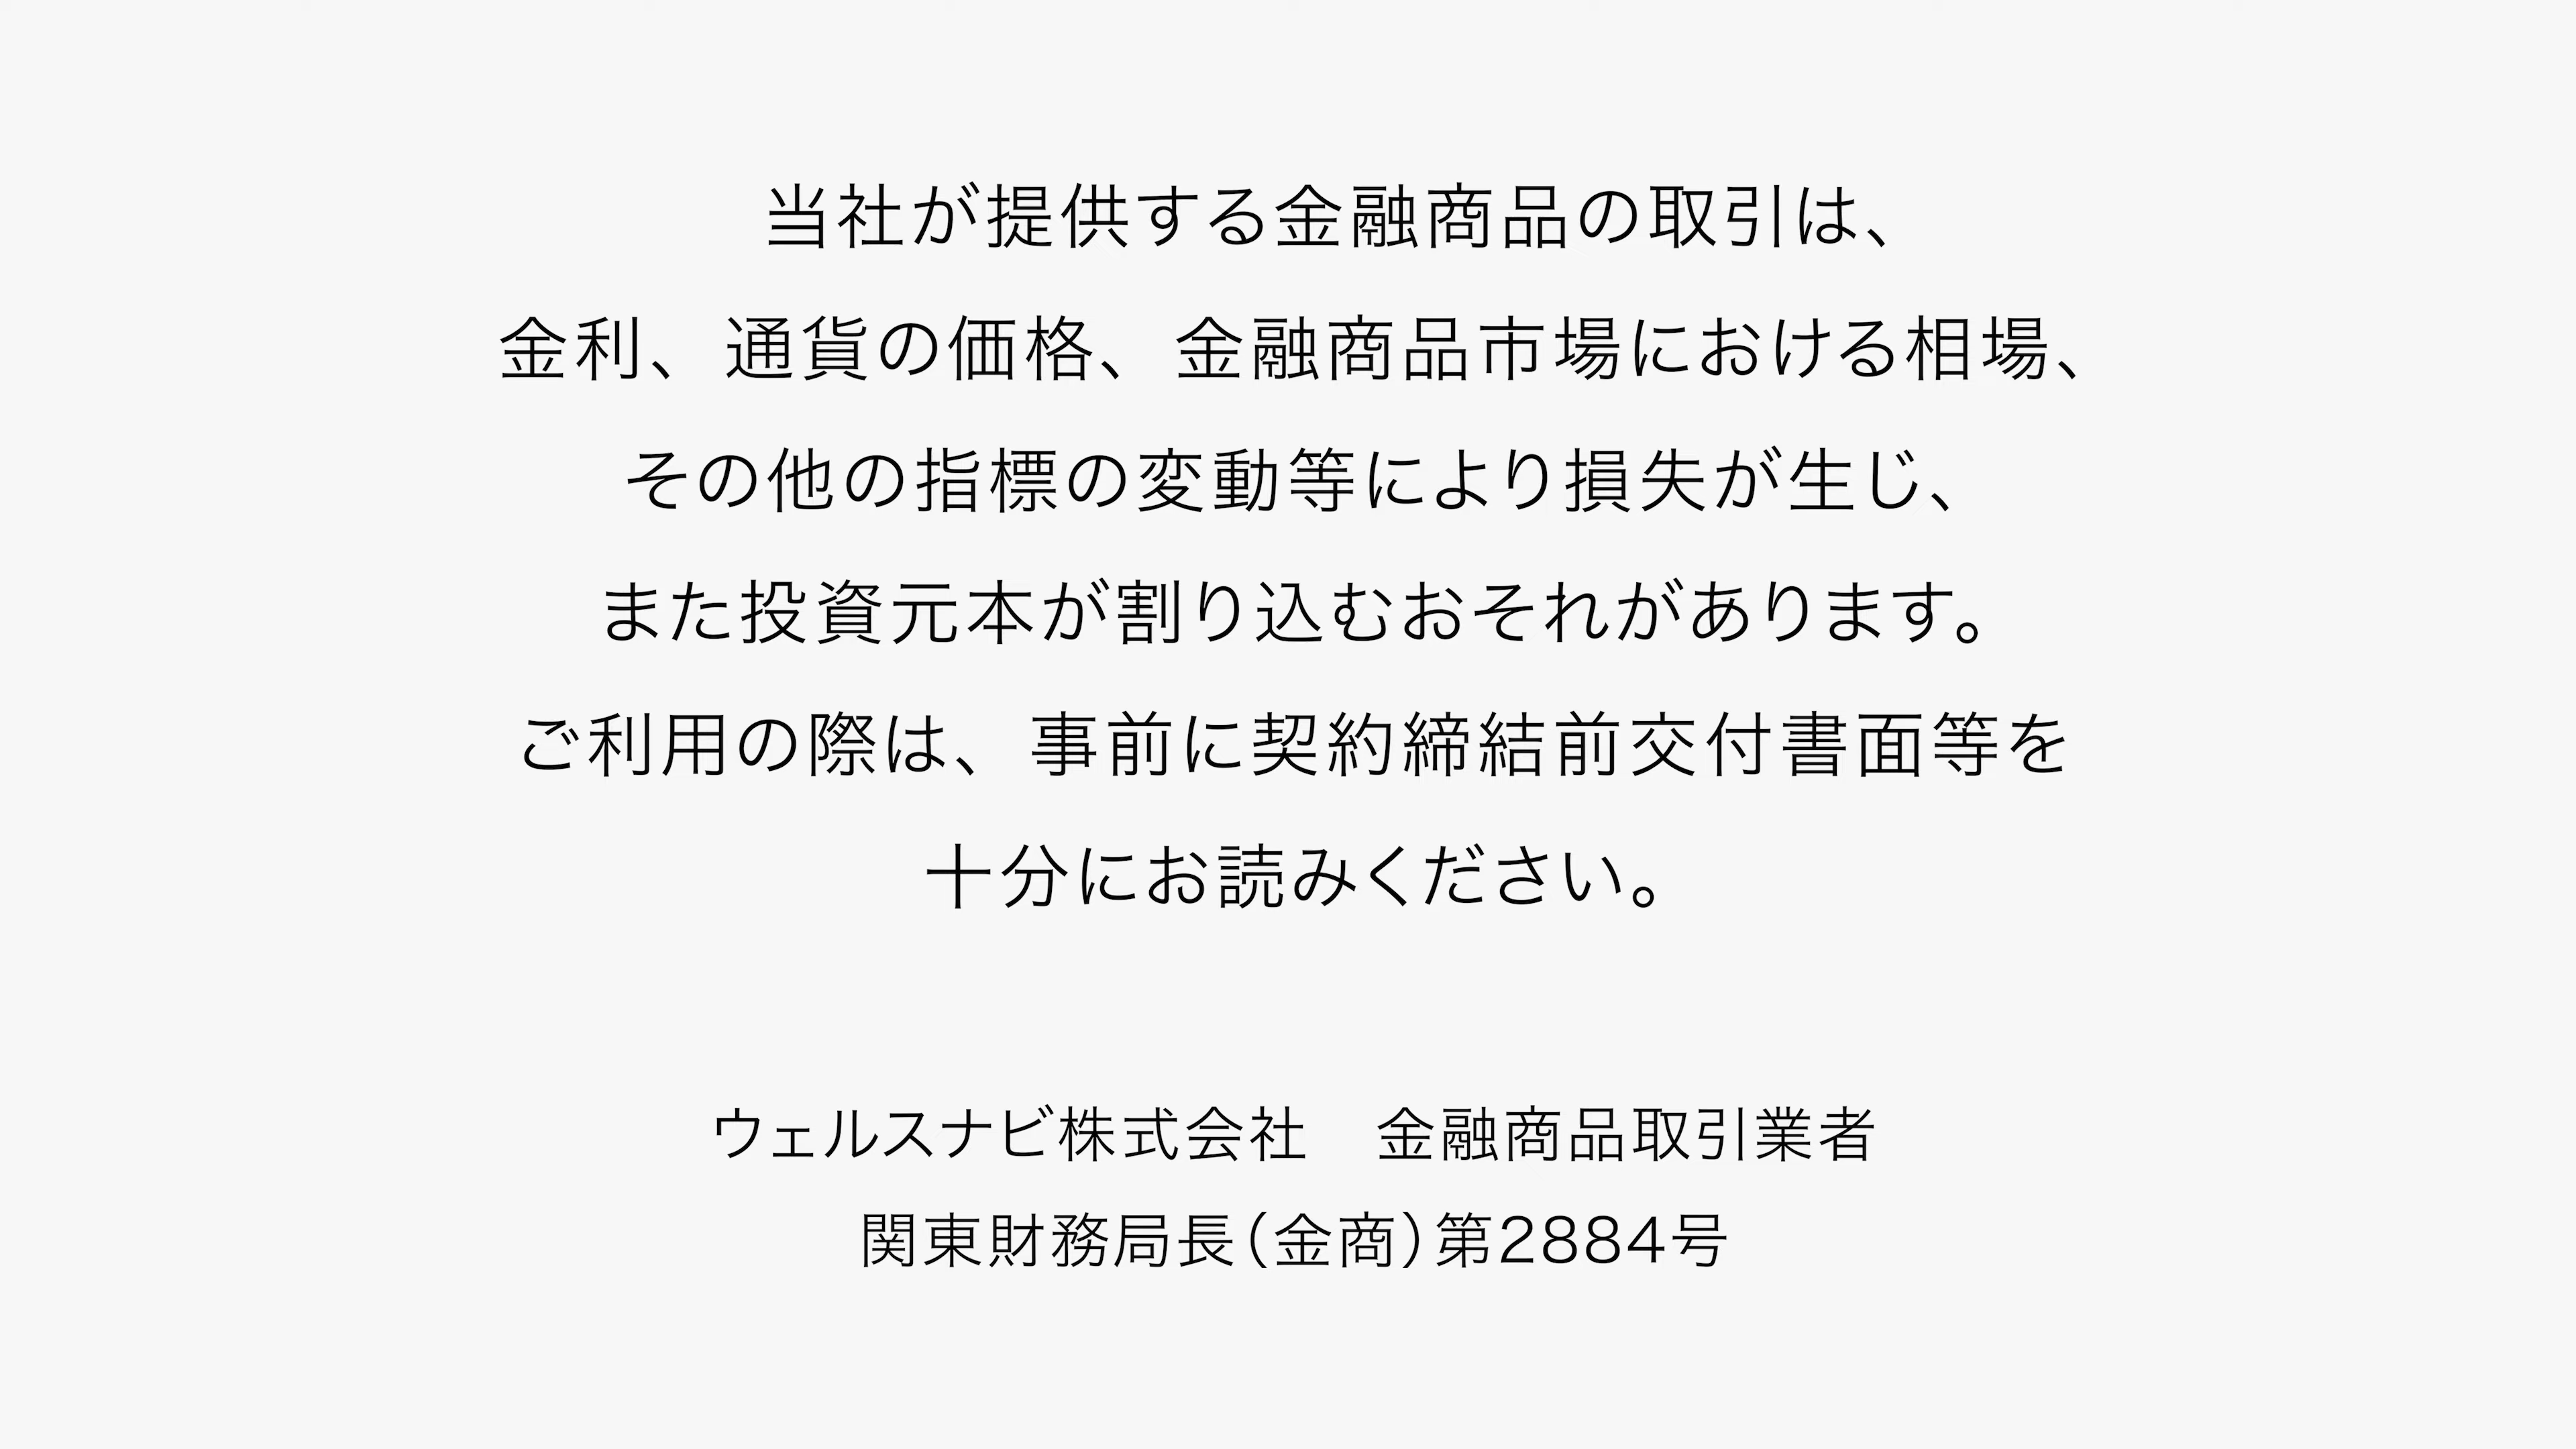 当社が提供する金融商品の取引は、
金利、通貨の価格、金融商品市場における相場、
その他の指標の変動等により損失が生じ、
また投資元本が割り込むおそれがあります。
ご利用の際は、事前に契約締結前交付書面等を
十分にお読みください。
ウェルスナビ株式会社　金融商品取引業者
関東財務局長(金商)第2884号